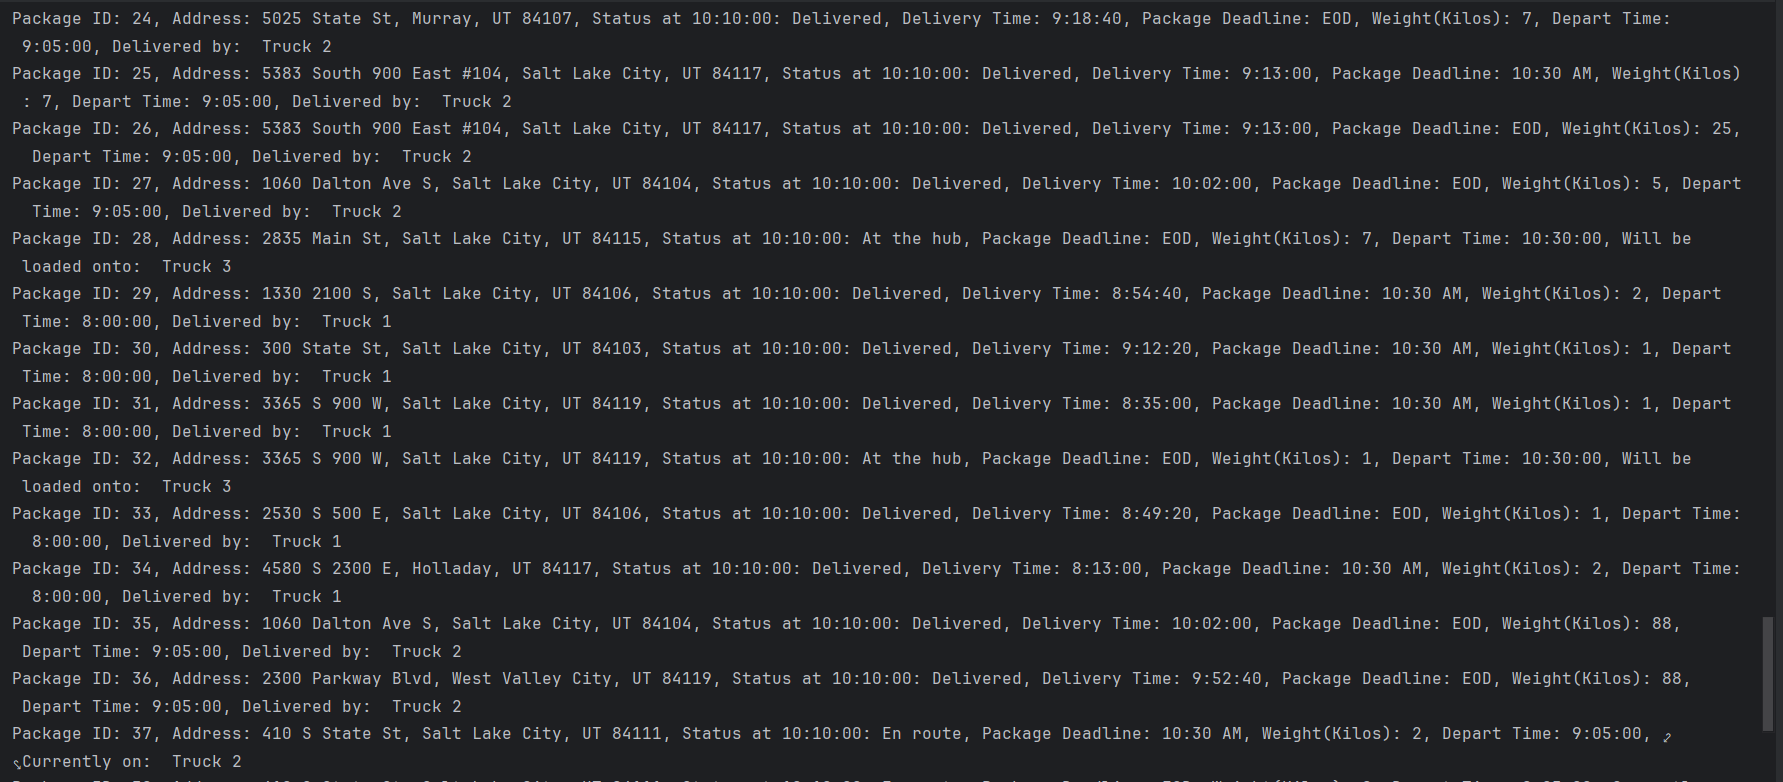 Package ID: 24, Address: 5025 State St, Murray, UT 84107, Status at 10:10:00: Delivered, Delivery Time: 9:18:40, Package Deadline: EOD, Weight(Kilos): 7, Depart Time:
9:05:00, Delivered by:  Truck 2
Package ID: 25, Address: 5383 South 900 East #104, Salt Lake City, UT 84117, Status at 10:10:00: Delivered, Delivery Time: 9:13:00, Package Deadline: 10:30 AM, Weight(Kilos)
: 7, Depart Time: 9:05:00, Delivered by:  Truck 2
Package ID: 26, Address: 5383 South 900 East #104, Salt Lake City, UT 84117, Status at 10:10:00: Delivered, Delivery Time: 9:13:00, Package Deadline: EOD, Weight(Kilos): 25,
Depart Time: 9:05:00, Delivered by:  Truck 2
Package ID: 27, Address: 1060 Dalton Ave S, Salt Lake City, UT 84104, Status at 10:10:00: Delivered, Delivery Time: 10:02:00, Package Deadline: EOD, Weight(Kilos): 5, Depart
Time: 9:05:00, Delivered by:  Truck 2
Package ID: 28, Address: 2835 Main St, Salt Lake City, UT 84115, Status at 10:10:00: At the hub, Package Deadline: EOD, Weight(Kilos): 7, Depart Time: 10:30:00, Will be
loaded onto:  Truck 3
Package ID: 29, Address: 1330 2100 S, Salt Lake City, UT 84106, Status at 10:10:00: Delivered, Delivery Time: 8:54:40, Package Deadline: 10:30 AM, Weight(Kilos): 2, Depart
Time: 8:00:00, Delivered by:  Truck 1
Package ID: 30, Address: 300 State St, Salt Lake City, UT 84103, Status at 10:10:00: Delivered, Delivery Time: 9:12:20, Package Deadline: 10:30 AM, Weight(Kilos): 1, Depart
Time: 8:00:00, Delivered by:  Truck 1
Package ID: 31, Address: 3365 S 900 W, Salt Lake City, UT 84119, Status at 10:10:00: Delivered, Delivery Time: 8:35:00, Package Deadline: 10:30 AM, Weight(Kilos): 1, Depart
Time: 8:00:00, Delivered by:  Truck 1
Package ID: 32, Address: 3365 S 900 W, Salt Lake City, UT 84119, Status at 10:10:00: At the hub, Package Deadline: EOD, Weight(Kilos): 1, Depart Time: 10:30:00, Will be
loaded onto:  Truck 3
Package ID: 33, Address: 2530 S 500 E, Salt Lake City, UT 84106, Status at 10:10:00: Delivered, Delivery Time: 8:49:20, Package Deadline: EOD, Weight(Kilos): 1, Depart Time:
8:00:00, Delivered by:  Truck 1
Package ID: 34, Address: 4580 S 2300 E, Holladay, UT 84117, Status at 10:10:00: Delivered, Delivery Time: 8:13:00, Package Deadline: 10:30 AM, Weight(Kilos): 2, Depart Time:
8:00:00, Delivered by:  Truck 1
Package ID: 35, Address: 1060 Dalton Ave S, Salt Lake City, UT 84104, Status at 10:10:00: Delivered, Delivery Time: 10:02:00, Package Deadline: EOD, Weight(Kilos): 88,
Depart Time: 9:05:00, Delivered by:  Truck 2
Package ID: 36, Address: 2300 Parkway Blvd, West Valley City, UT 84119, Status at 10:10:00: Delivered, Delivery Time: 9:52:40, Package Deadline: EOD, Weight(Kilos): 88,
Depart Time: 9:05:00, Delivered by:  Truck 2
Package ID: 37, Address: 410 S State St, Salt Lake City, UT 84111, Status at 10:10:00: En route, Package Deadline: 10:30 AM, Weight(Kilos): 2, Depart Time: 9:05:00,
Currently on:  Truck 2